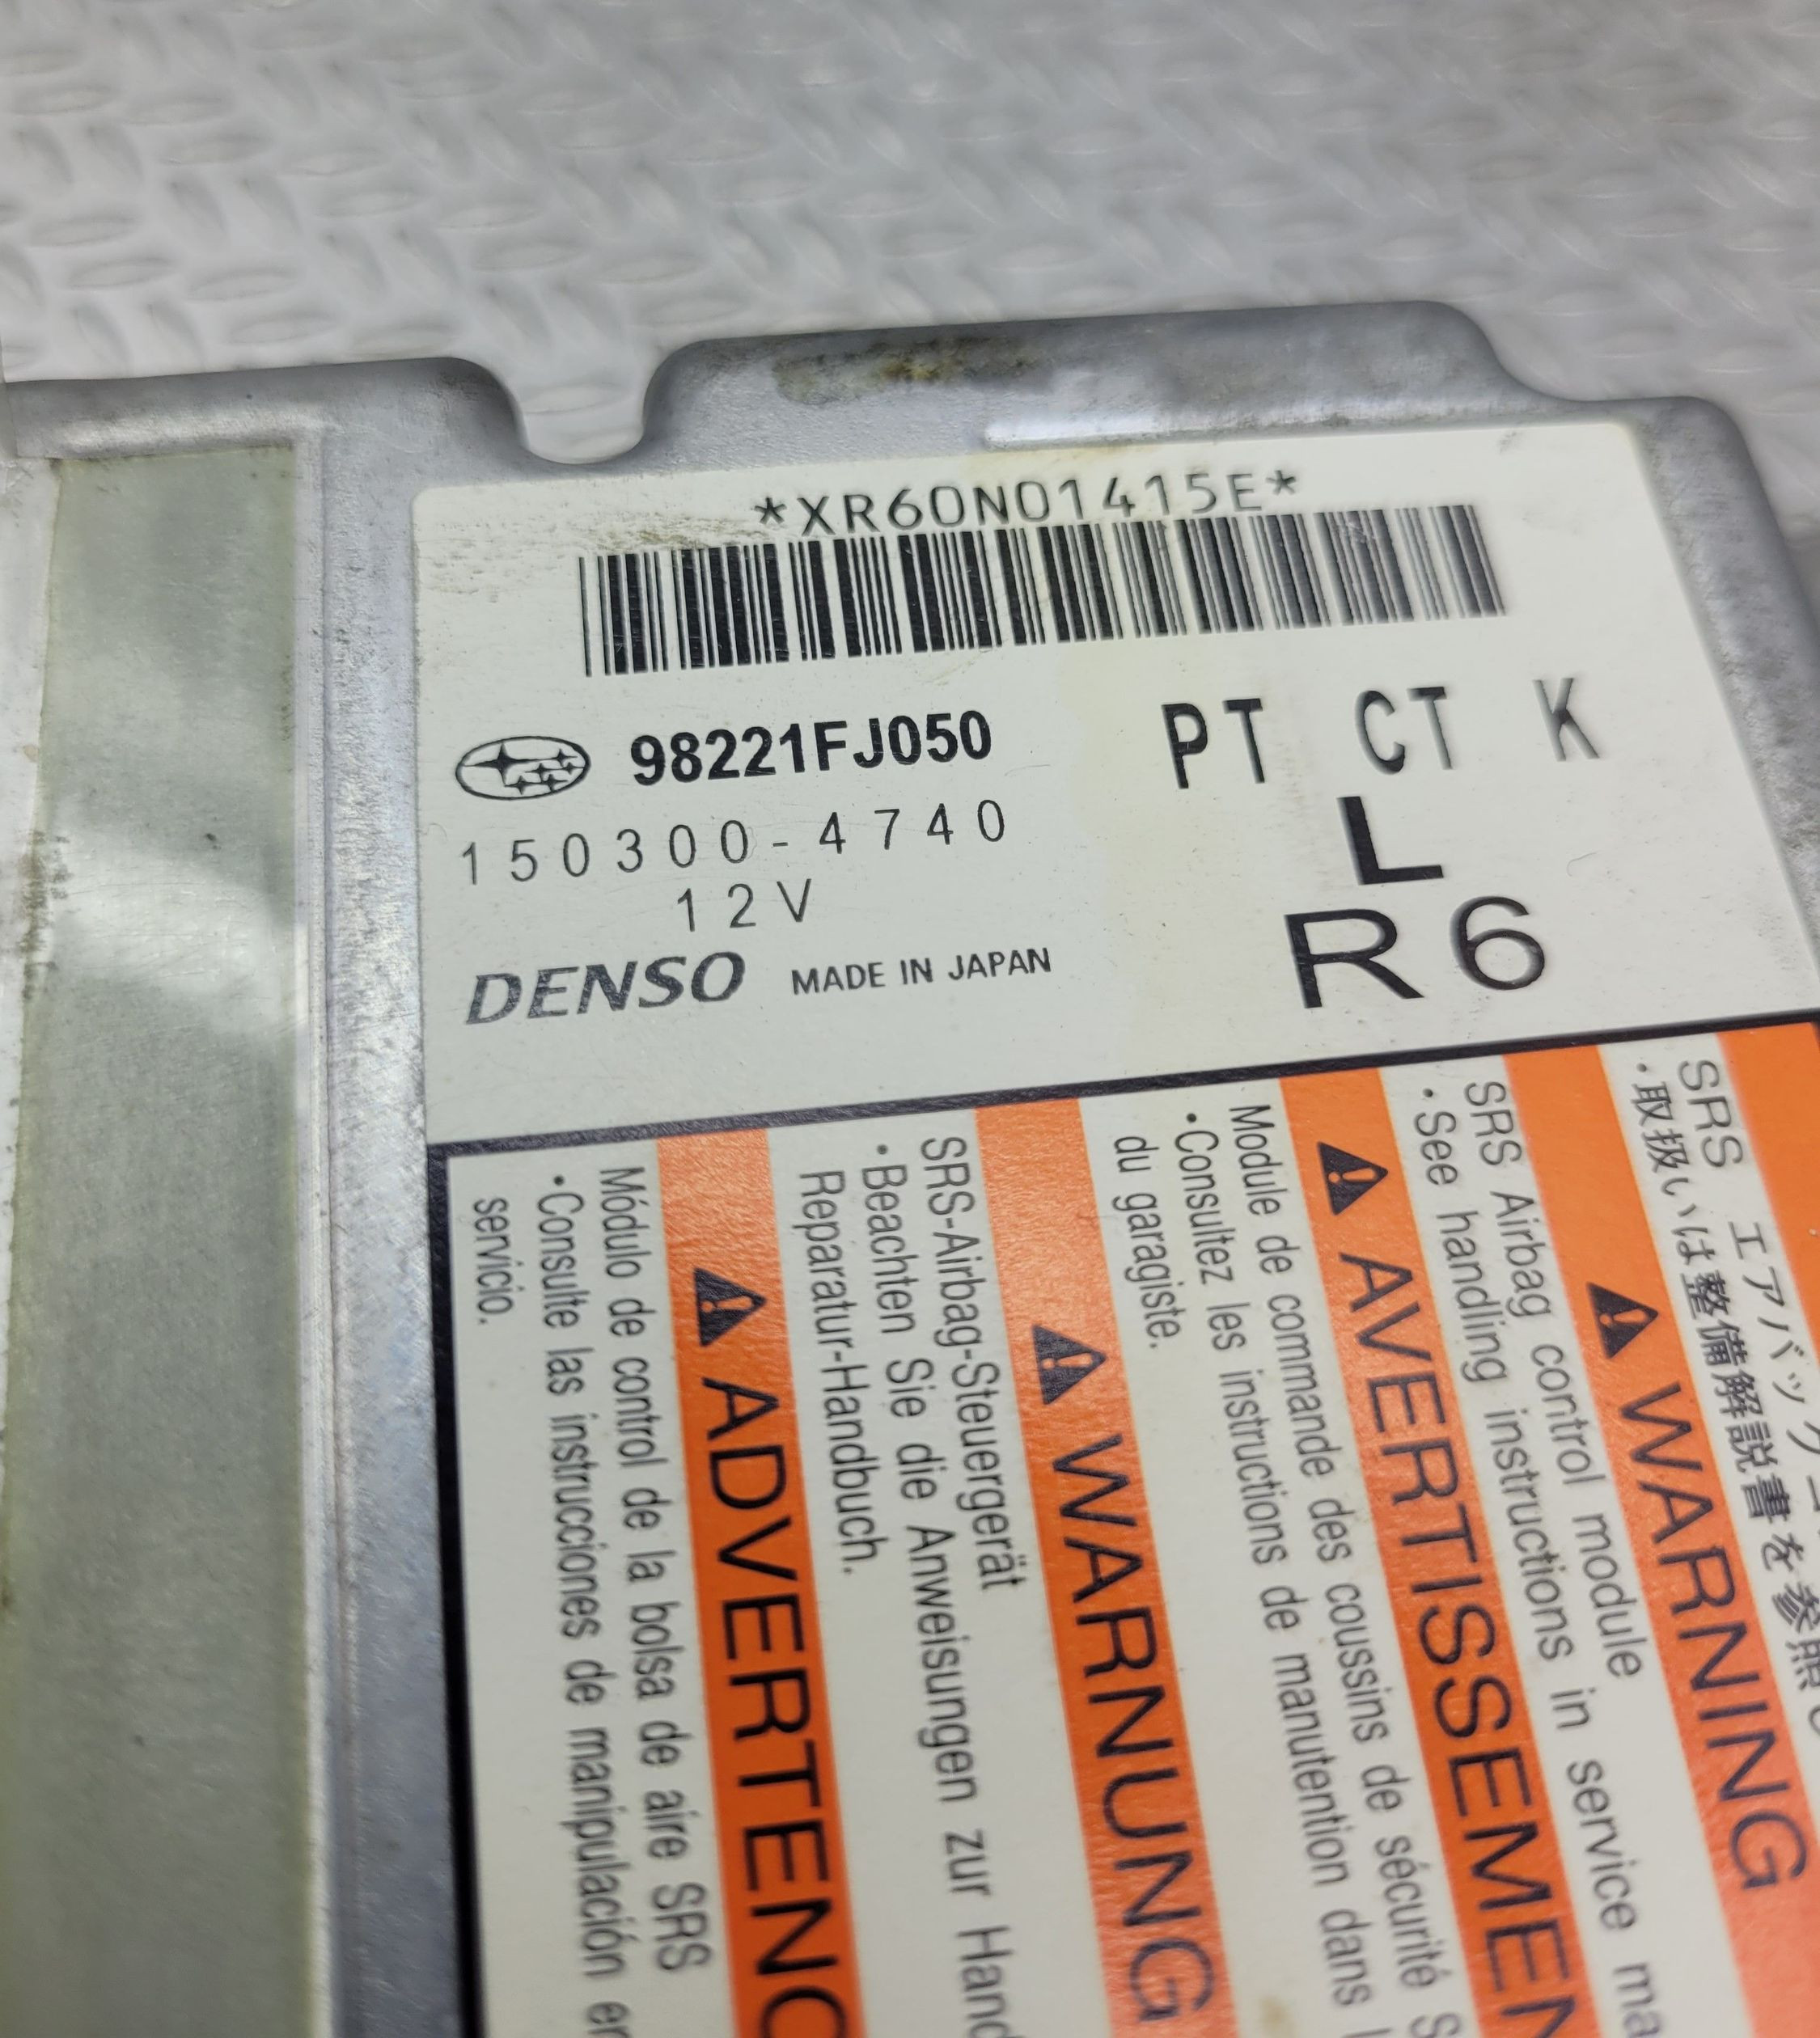 *XR60N01415E*
98221FJ050
150300-4740
12V
DENSO MADE IN JAPAN
PT CT K
L
R6
SRS エアバッグ
・取扱いは整備解説書を参照
WARNING
SRS Airbag control module
・See handling instructions in service
AVERTISSEMEN
Module de commande des coussins de sécurité S
・Consultez les instructions de manutention dans l
du garagiste.
WARNUNG
SRS-Airbag-Steuergerät
・Beachten Sie die Anweisungen zur Hand
Reparatur-Handbuch.
ADVERTENC
Módulo de control de la bolsa de aire SRS
・Consulte las instrucciones de manipulación en
servicio.